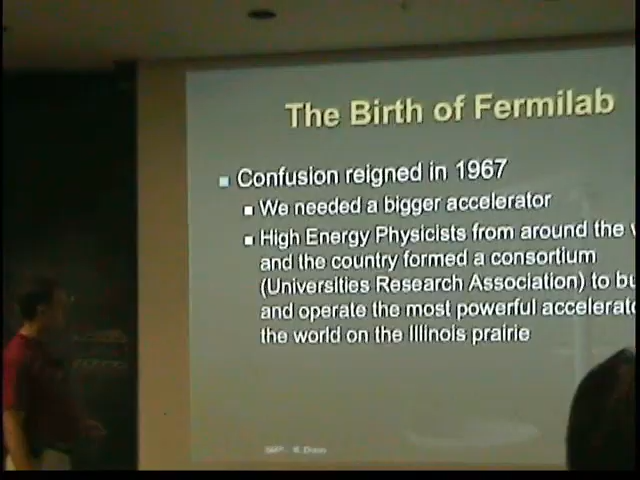 The Birth of Fermilab
Confusion reigned in 1967
We needed a bigger accelerator
High Energy Physicists from around the
and the country formed a consortium
(Universities Research Association) to bu
and operate the most powerful accelerato
the world on the Illinois prairie